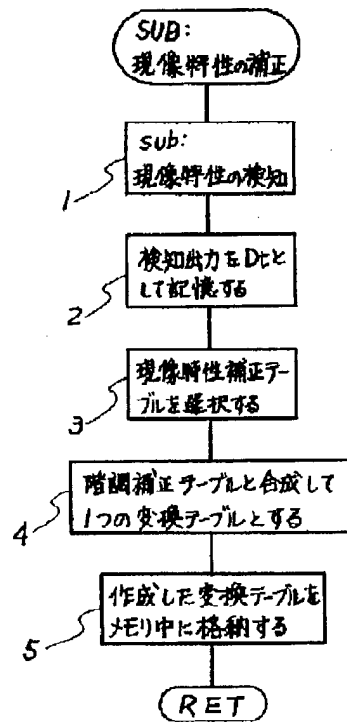 SUB:
現像特性の補正
sub:
現像特性の検知
1
検知出力をDtと
して記憶する
2
現像特性補正テー
ブルを選択する
3
階調補正テーブルと合成して
1つの変換テーブルとする
4
作成した変換テーブルを
メモリ中に格納する
5
RET